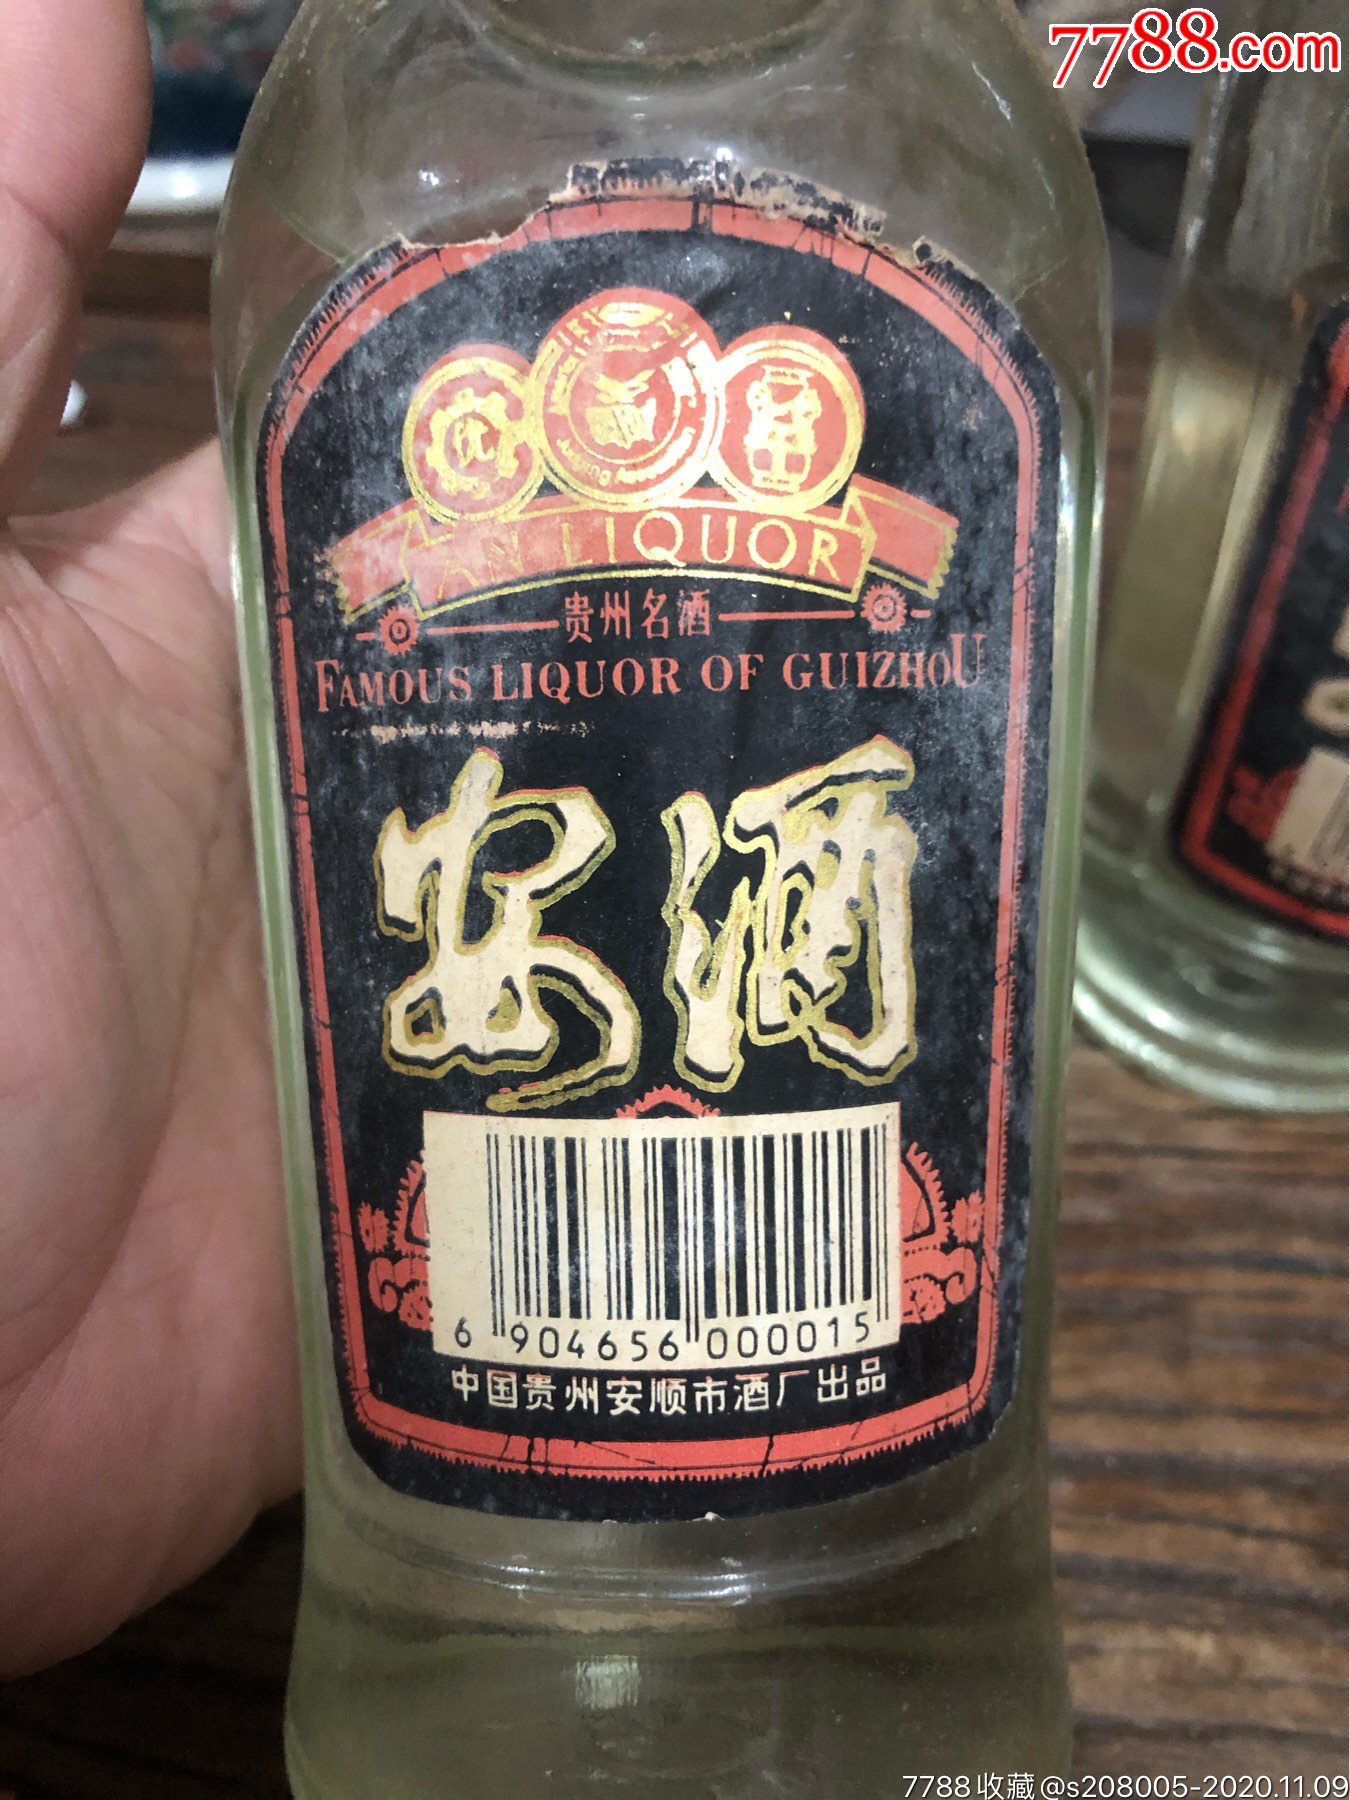 7788.com
优
AN LIQUOR
贵州名酒
FAMOUS LIQUOR OF GUIZHOU
安酒
6 904656 000015
中国贵州安顺市酒厂出品
7788收藏@s208005-2020.11.09